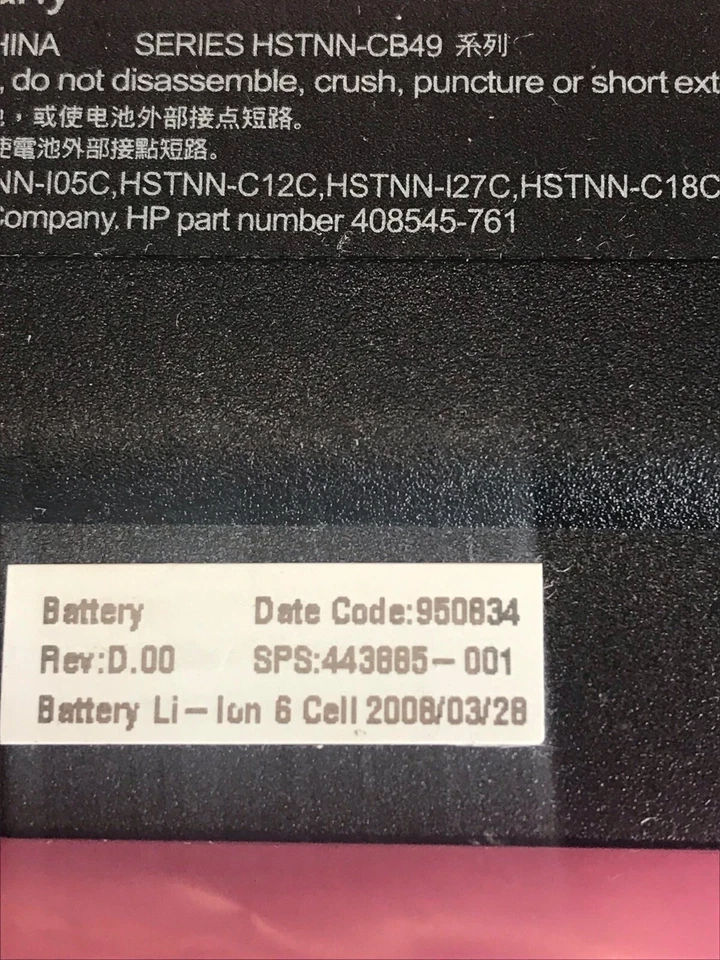 HINA SERIES HSTNN-CB49 系列
, do not disassemble, crush, puncture or short ext
，或使电池外部接点短路。
使電池外部接點短路。
NN-I05C,HSTNN-C12C,HSTNN-I27C,HSTNN-C18C
Company. HP part number 408545-761
Battery Date Code:950834
Rev:D.00 SPS:443885-001
Battery Li-Ion 6 Cell 2008/03/28